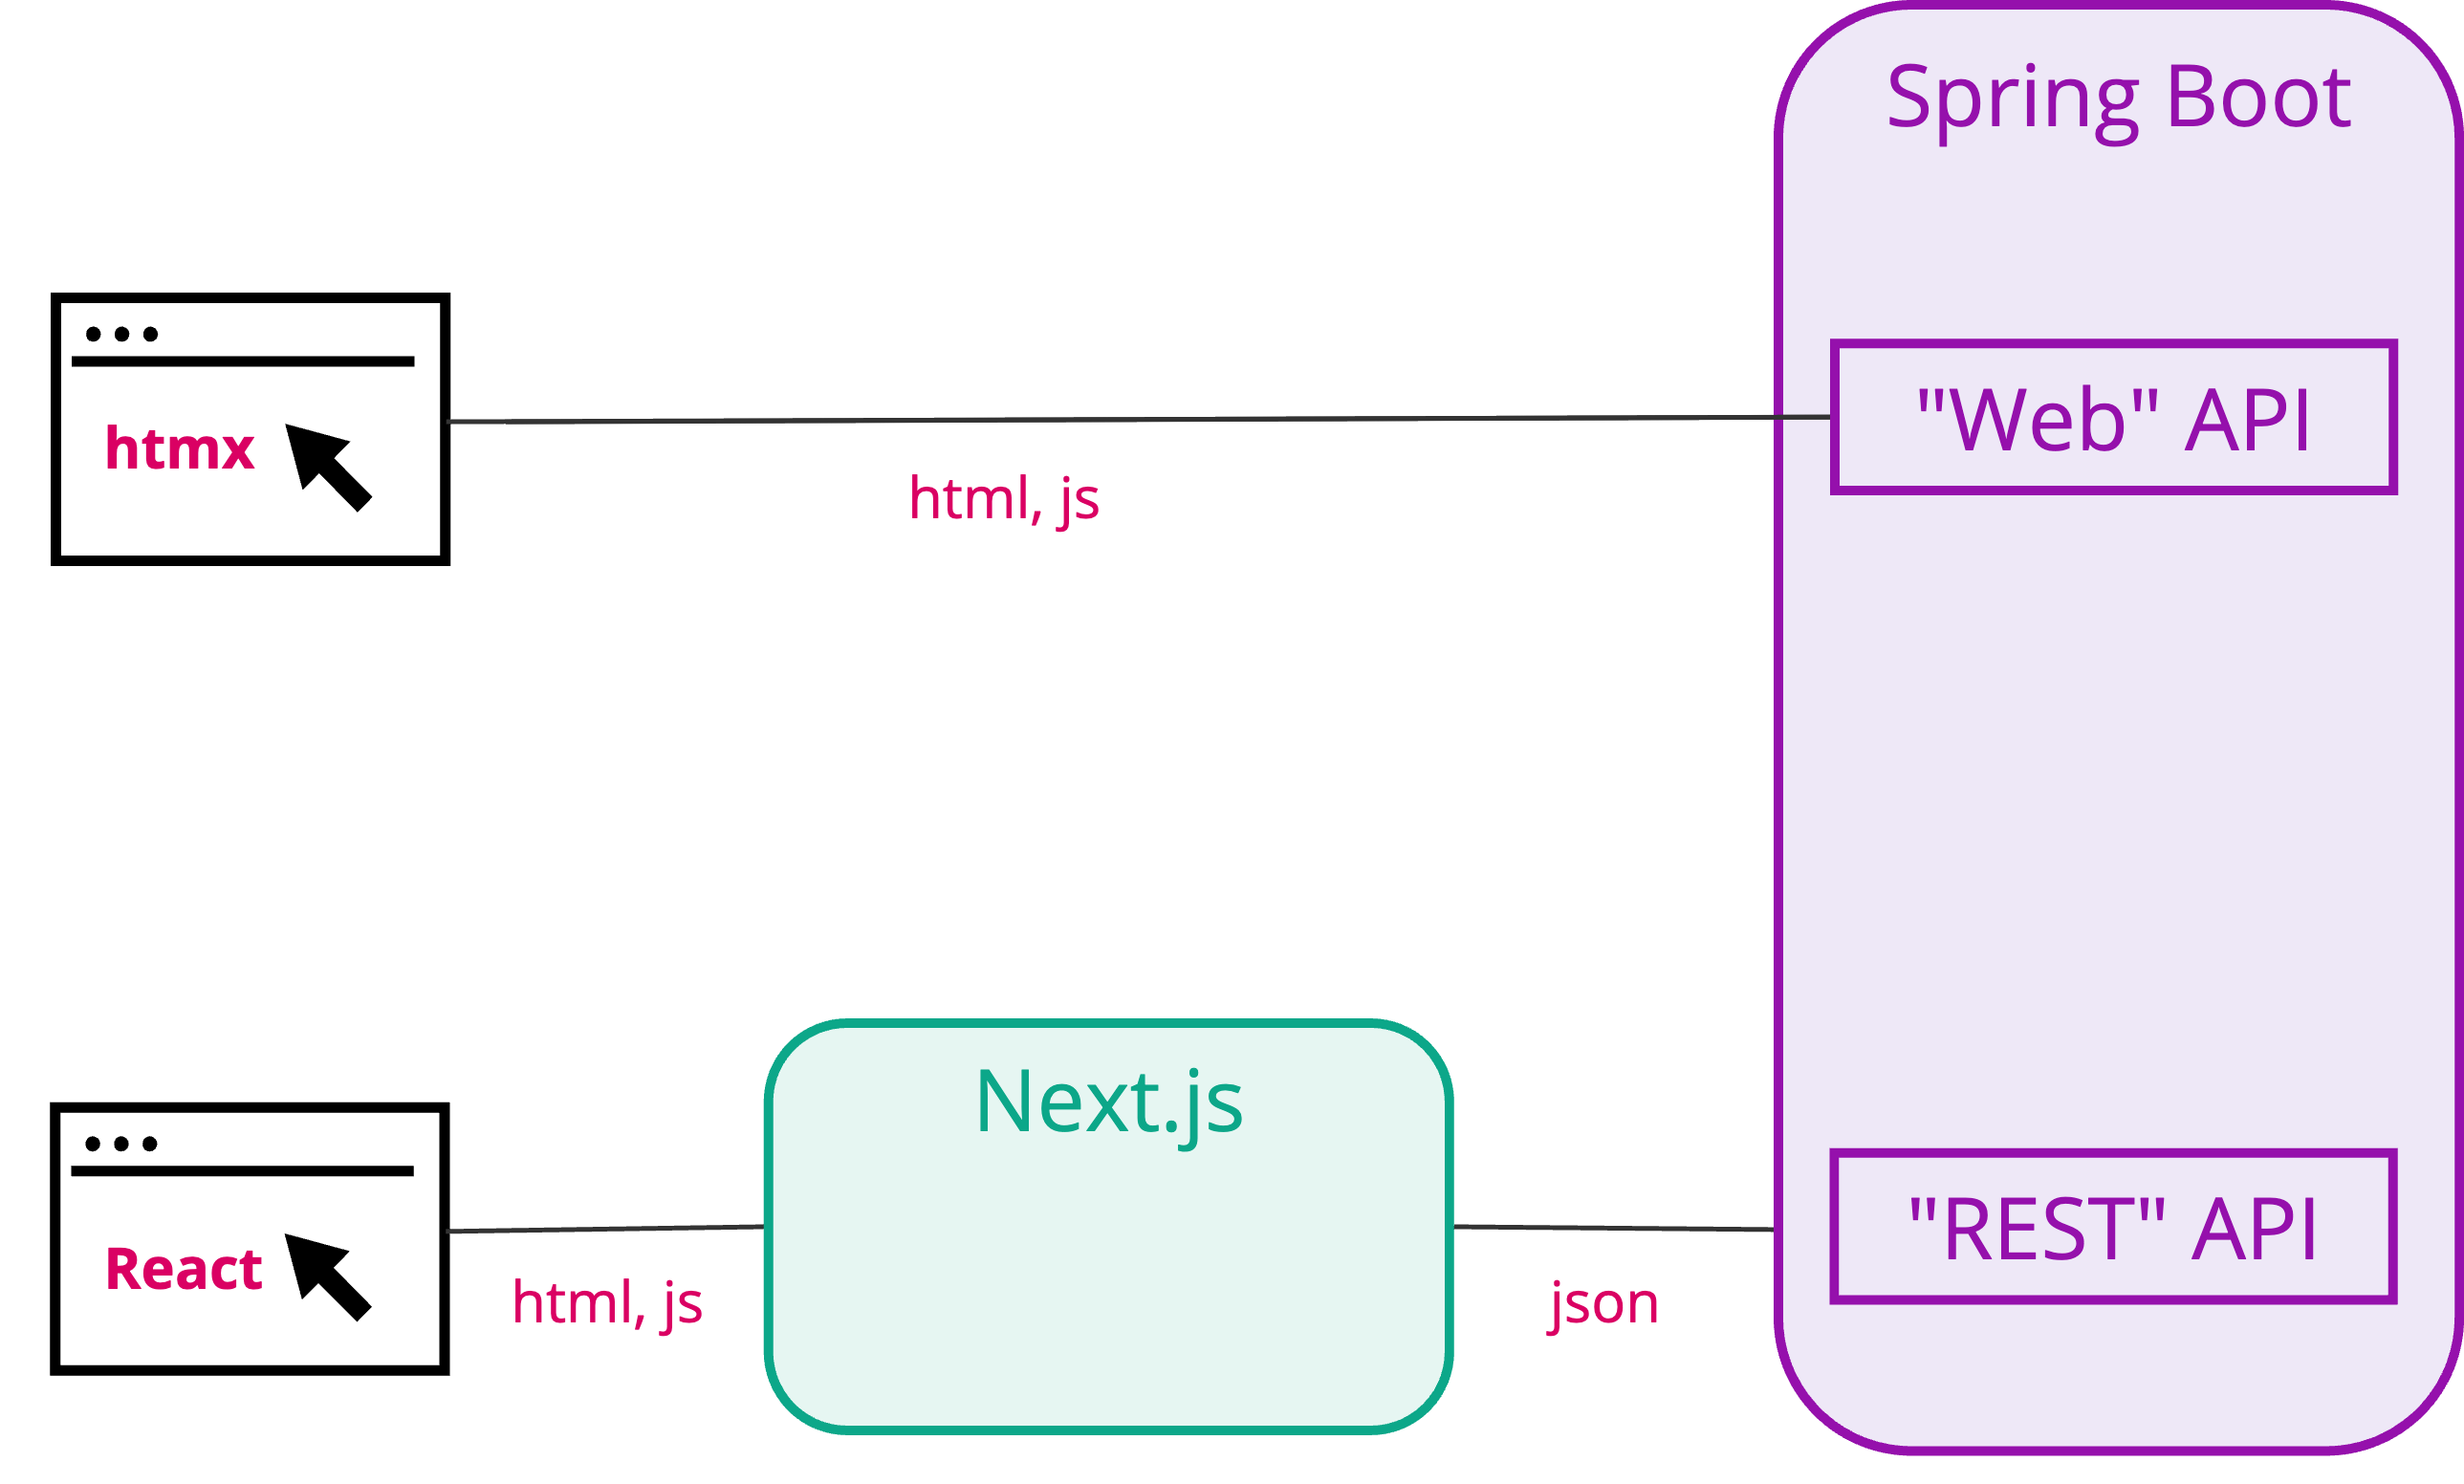 Spring Boot
htmx
html, js
"Web" API
Next.js
React
html, js
json
"REST" API